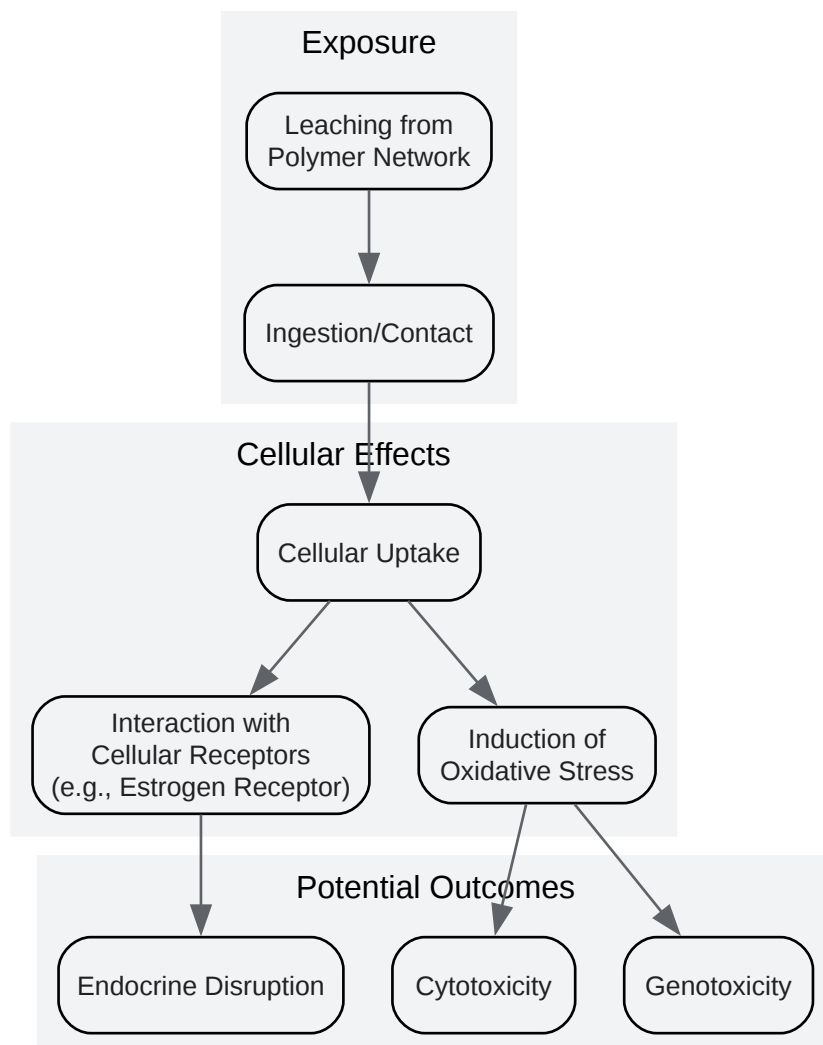 Exposure
Leaching from
Polymer Network
Ingestion/Contact
Cellular Effects
Cellular Uptake
Interaction with
Cellular Receptors
(e.g., Estrogen Receptor)
Induction of
Oxidative Stress
Potential Outcomes
Endocrine Disruption
Cytotoxicity
Genotoxicity